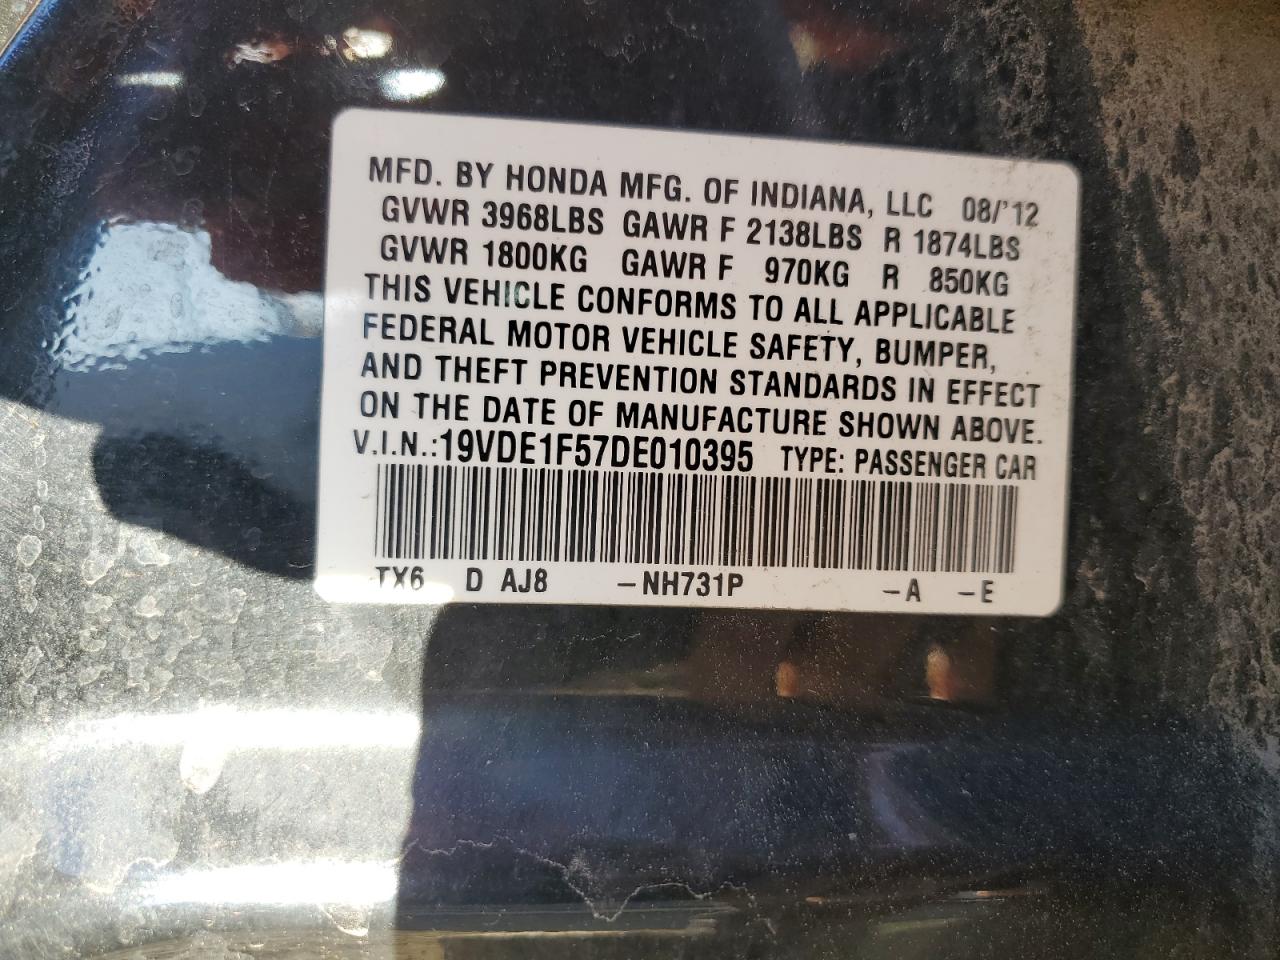 MFD. BY HONDA MFG. OF INDIANA, LLC 08/'12
GVWR 3968LBS GAWR F 2138LBS R 1874LBS
GVWR 1800KG GAWR F 970KG R 850KG
THIS VEHICLE CONFORMS TO ALL APPLICABLE
FEDERAL MOTOR VEHICLE SAFETY, BUMPER,
AND THEFT PREVENTION STANDARDS IN EFFECT
ON THE DATE OF MANUFACTURE SHOWN ABOVE.
V.I.N.:19VDE1F57DE010395 TYPE: PASSENGER CAR
TX6 D AJ8 –NH731P –A –E